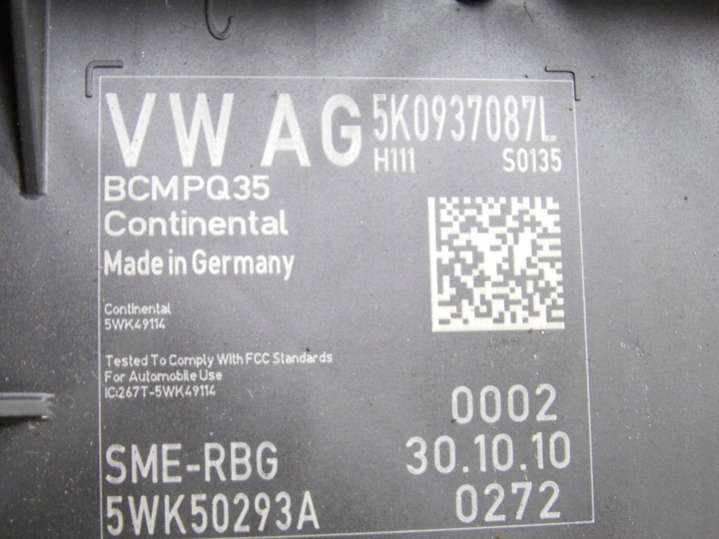 VW AG 5K0937087L
H111 S0135
BCMPQ35
Continental
Made in Germany
Continental
5WK49114
Tested To Comply With FCC Standards
For Automobile Use
IC:267T-5WK49114
0002
SME-RBG 30.10.10
5WK50293A 0272